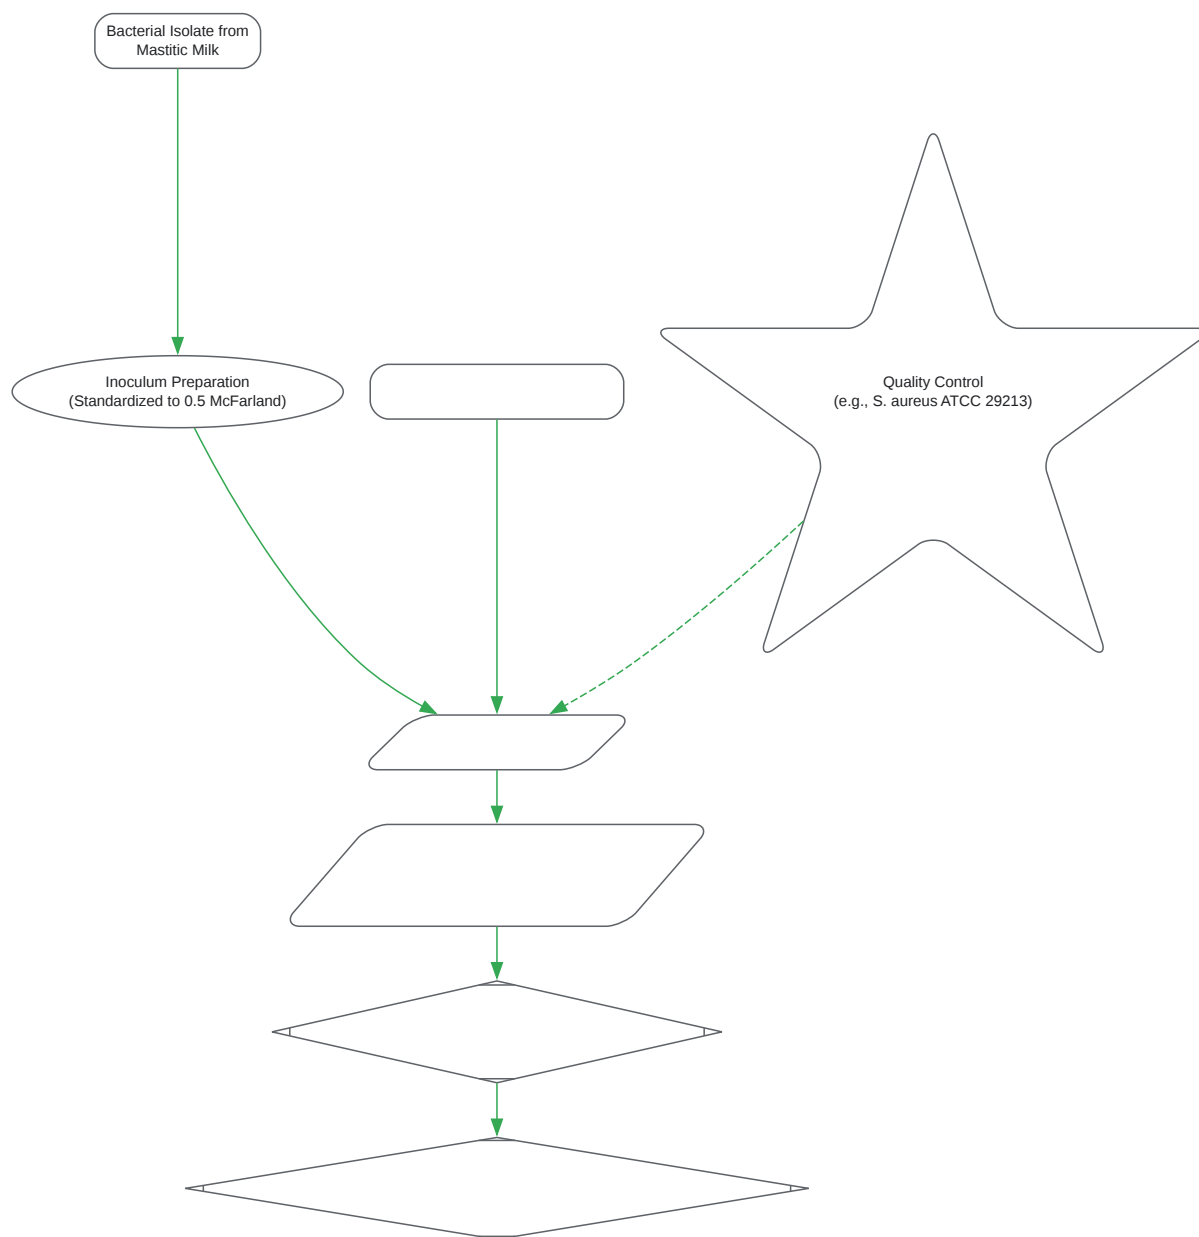 Bacterial Isolate from
Mastitic Milk
Inoculum Preparation
(Standardized to 0.5 McFarland)
Quality Control
(e.g., S. aureus ATCC 29213)